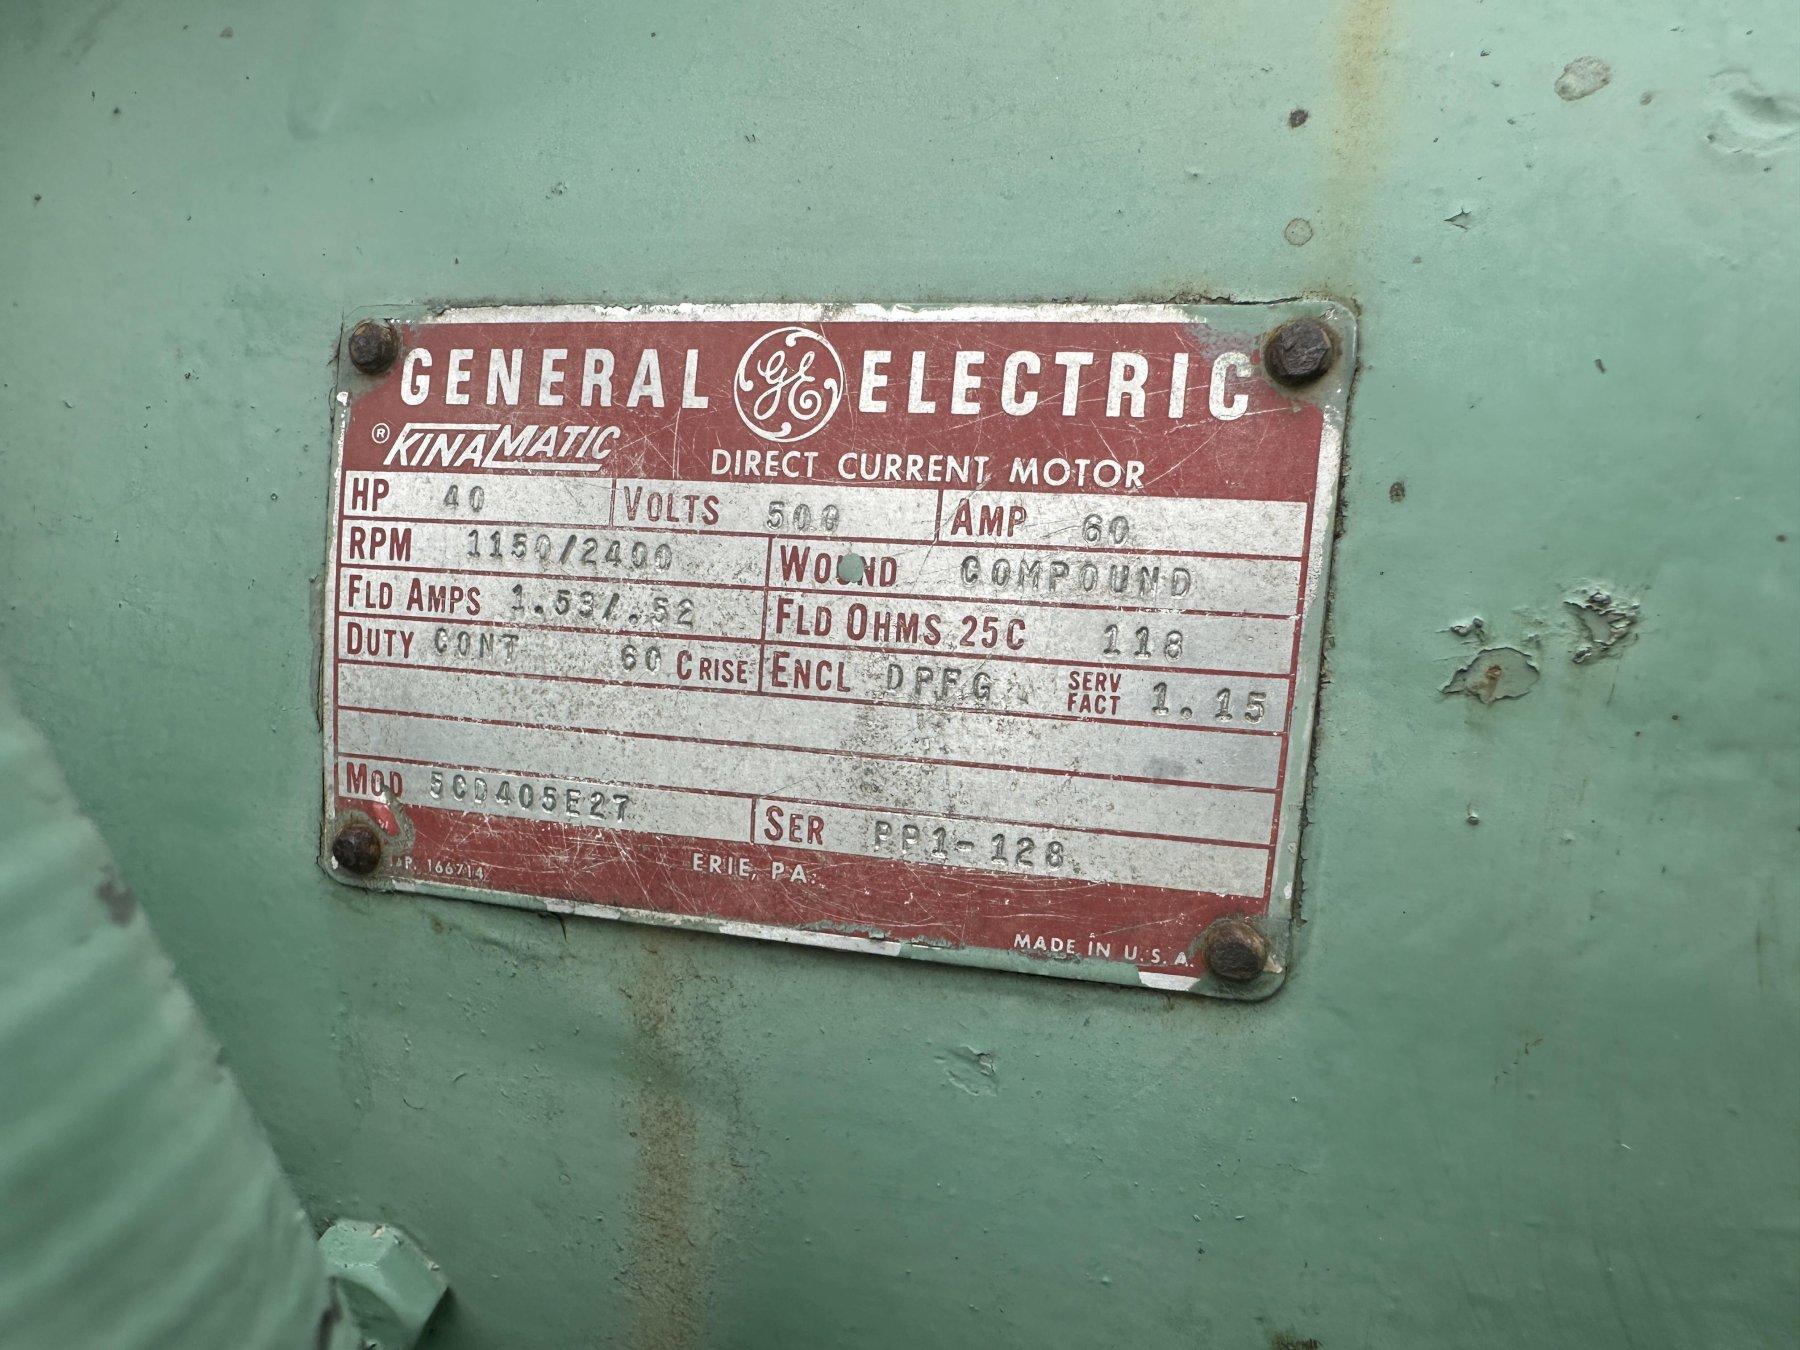 GENERAL GE ELECTRIC
® KINAMATIC
DIRECT CURRENT MOTOR
HP 40 VOLTS 500 AMP 60
RPM 1150/2400 WOUND COMPOUND
FLD AMPS 1.53/.52 FLD OHMS 25C 118
DUTY CONT 60 C RISE ENCL DPFG SERV FACT 1.15
MOD 5CD405E27 SER PP1-128
166714 ERIE, PA.
MADE IN U.S.A.